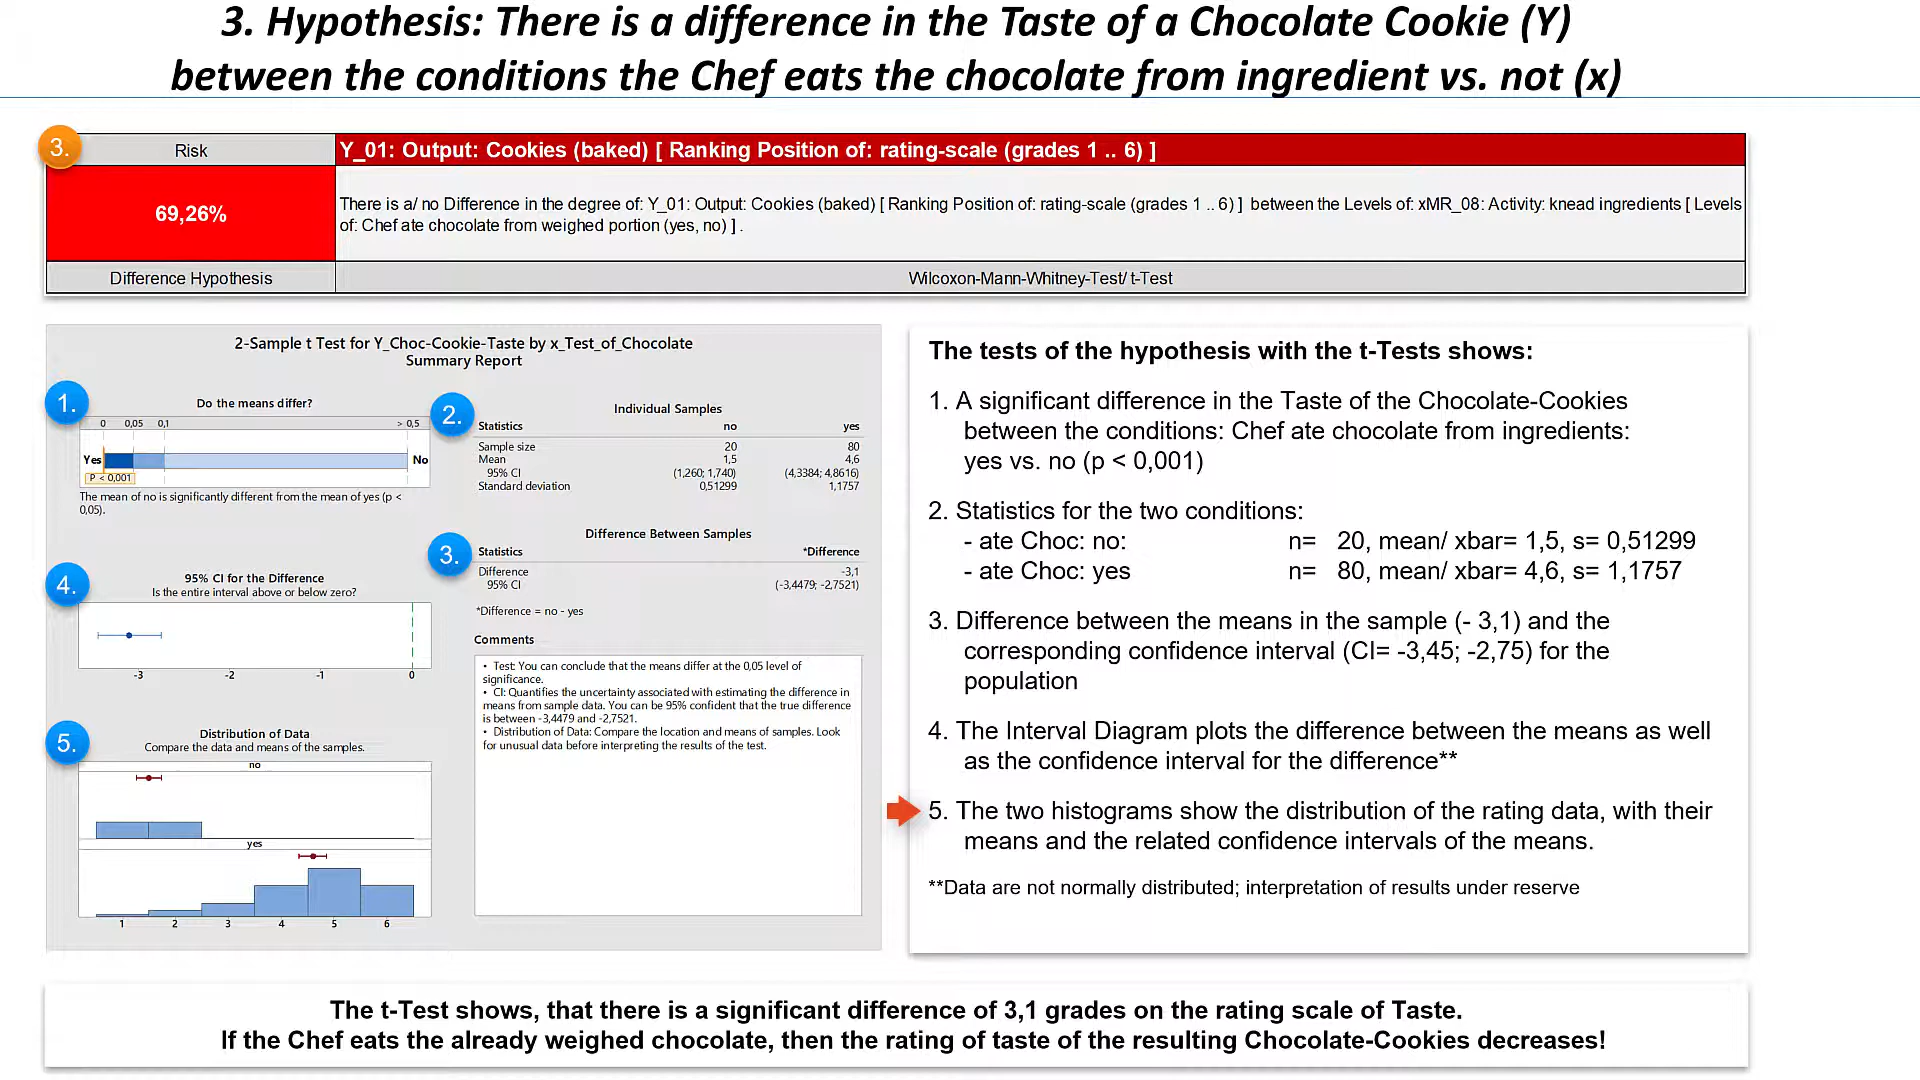 3. Hypothesis: There is a difference in the Taste of a Chocolate Cookie (Y)
between the conditions the Chef eats the chocolate from ingredient vs. not (x)
3.
Risk
Y_01: Output: Cookies (baked) [ Ranking Position of: rating-scale (grades 1 .. 6) ]
69,26%
There is a/ no Difference in the degree of: Y_01: Output: Cookies (baked) [ Ranking Position of: rating-scale (grades 1 .. 6) ] between the Levels of: xMR_08: Activity: knead ingredients [ Levels
of: Chef ate chocolate from weighed portion (yes, no) ] .
Difference Hypothesis
Wilcoxon-Mann-Whitney-Test/ t-Test
2-Sample t Test for Y_Choc-Cookie-Taste by x_Test_of_Chocolate
Summary Report
1.
Do the means differ?
0 0,05 0,1 > 0,5
Yes No
P < 0,001
The mean of no is significantly different from the mean of yes (p <
0,05).
2.
Individual Samples
Statistics no yes
Sample size 20 80
Mean 1,5 4,6
95% CI (1,260; 1,740) (4,3384; 4,8616)
Standard deviation 0,51299 1,1757
3.
Difference Between Samples
Statistics *Difference
Difference -3,1
95% CI (-3,4479; -2,7521)
*Difference = no - yes
4.
95% CI for the Difference
Is the entire interval above or below zero?
-3 -2 -1 0
Comments
• Test: You can conclude that the means differ at the 0,05 level of
significance.
• CI: Quantifies the uncertainty associated with estimating the difference in
means from sample data. You can be 95% confident that the true difference
is between -3,4479 and -2,7521.
• Distribution of Data: Compare the location and means of samples. Look
for unusual data before interpreting the results of the test.
5.
Distribution of Data
Compare the data and means of the samples.
no
yes
1 2 3 4 5 6
The tests of the hypothesis with the t-Tests shows:
1. A significant difference in the Taste of the Chocolate-Cookies
between the conditions: Chef ate chocolate from ingredients:
yes vs. no (p < 0,001)
2. Statistics for the two conditions:
- ate Choc: no: n= 20, mean/ xbar= 1,5, s= 0,51299
- ate Choc: yes n= 80, mean/ xbar= 4,6, s= 1,1757
3. Difference between the means in the sample (- 3,1) and the
corresponding confidence interval (CI= -3,45; -2,75) for the
population
4. The Interval Diagram plots the difference between the means as well
as the confidence interval for the difference**
5. The two histograms show the distribution of the rating data, with their
means and the related confidence intervals of the means.
**Data are not normally distributed; interpretation of results under reserve
The t-Test shows, that there is a significant difference of 3,1 grades on the rating scale of Taste.
If the Chef eats the already weighed chocolate, then the rating of taste of the resulting Chocolate-Cookies decreases!